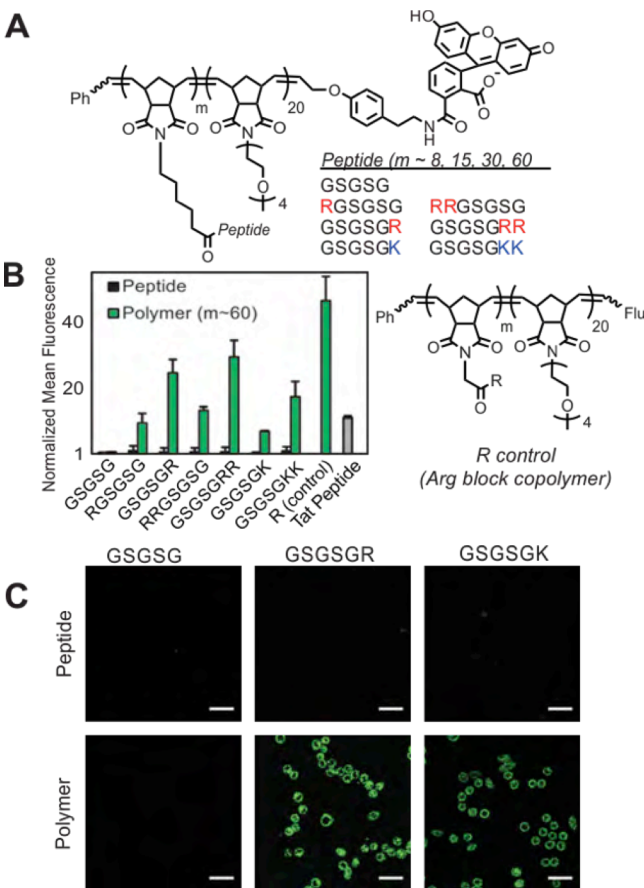 A
HO
O
O
O
O-
Ph
m
20
O
NH
O
O
N
O
O
N
O
O
4
O
Peptide
Peptide (m ~ 8, 15, 30, 60
GSGSG
RGSGSG RRGSGSG
GSGSGR GSGSGRR
GSGSGK GSGSGKK
B
Normalized Mean Fluorescence
Peptide
Polymer (m~60)
40
20
1
GSGSG
RGSGSG
GSGSGR
RRGSGSG
GSGSGRR
GSGSGK
GSGSGKK
R (control)
Tat Peptide
Ph
m
20
Flu
O
N
O
O
N
O
R
O
O
4
R control
(Arg block copolymer)
C
GSGSG GSGSGR GSGSGK
Peptide
Polymer